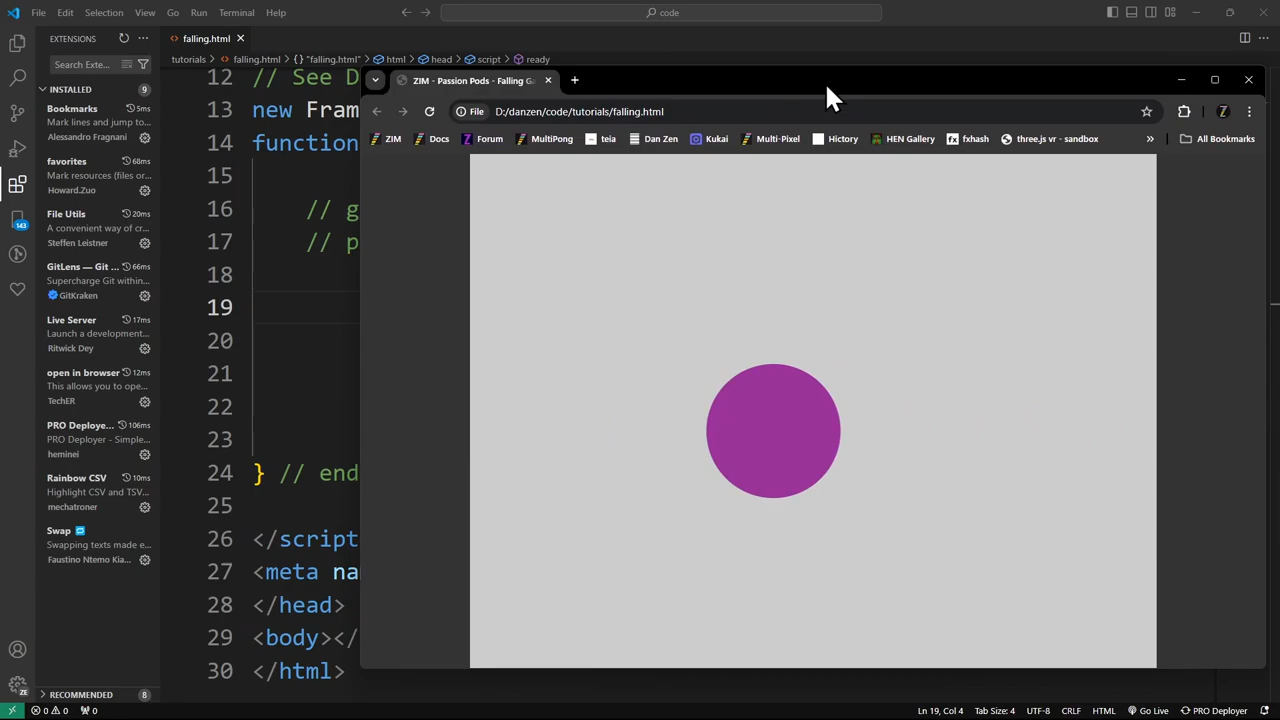 File Edit Selection View Go Run Terminal Help
code
EXTENSIONS
falling.html
tutorials > falling.html > {} "falling.html" > html > head > script > ready
Search Exte...
INSTALLED 9
Bookmarks 5ms
Mark lines and jump to...
Alessandro Fragnani
favorites 68ms
Mark resources (files or...
Howard.Zuo
File Utils 20ms
A convenient way of cr...
Steffen Leistner
143
GitLens — Git ... 66ms
Supercharge Git within...
GitKraken
Live Server 17ms
Launch a development...
Ritwick Dey
open in browser 12ms
This allows you to ope...
TechER
PRO Deploye... 106ms
PRO Deployer - Simple...
heminei
Rainbow CSV 10ms
Highlight CSV and TSV...
mechatroner
Swap
Swapping texts made e...
Faustino Ntemo Kia...
RECOMMENDED 8
12 // See D
13 new Fram
14 function
15
16 // g
17 // p
18
19
20
21
22
23
24 } // end
25
26 </script
27 <meta na
28 </head>
29 <body></
30 </html>
ZIM - Passion Pods - Falling Ga
File D:/danzen/code/tutorials/falling.html
ZIM Docs Forum MultiPong teia Dan Zen Kukai Multi-Pixel Hictory HEN Gallery fxhash three.js vr - sandbox » All Bookmarks
ZE
0 0 0 Ln 19, Col 4 Tab Size: 4 UTF-8 CRLF HTML Go Live PRO Deployer